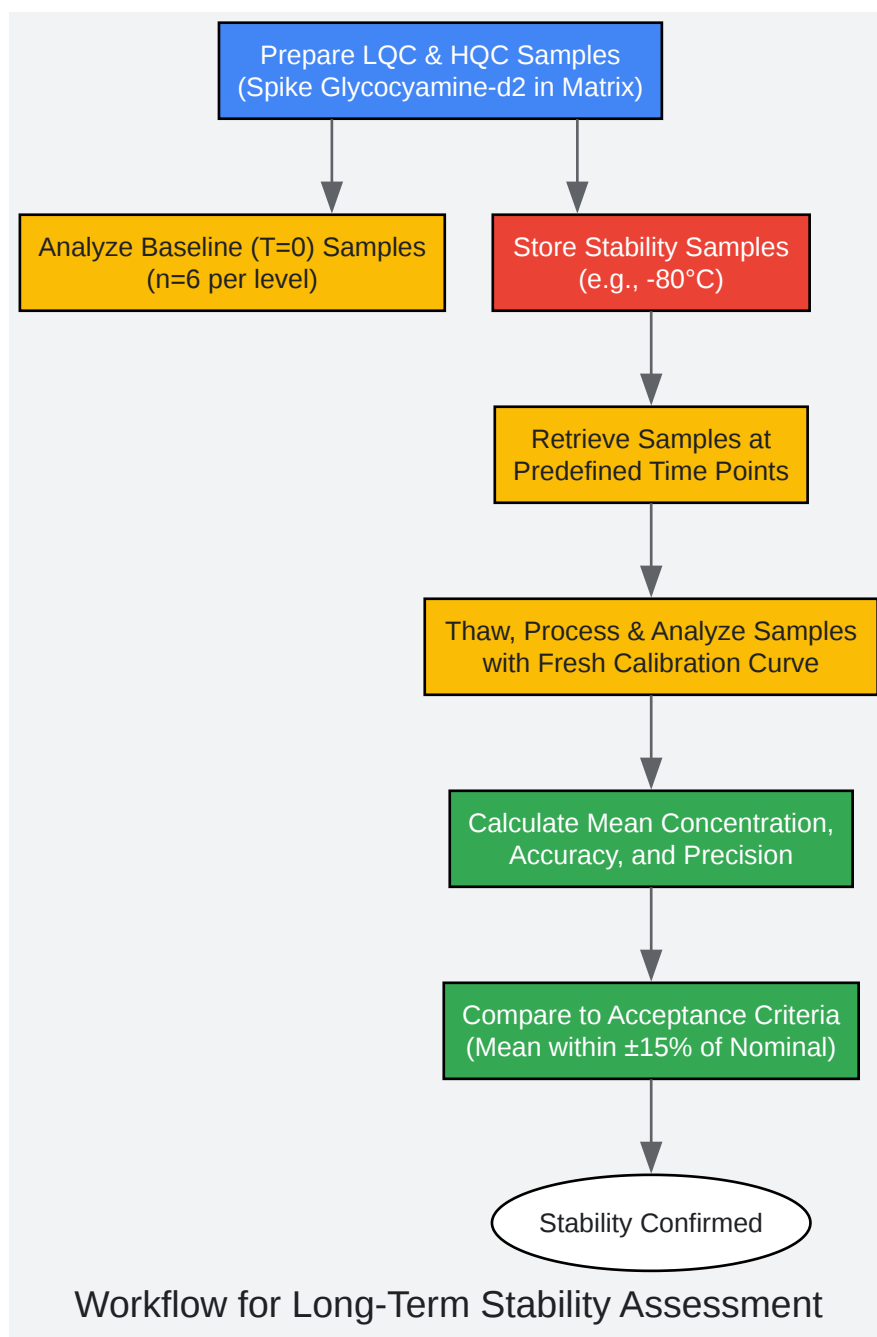 Prepare LQC & HQC Samples
(Spike Glycocyamine-d2 in Matrix)
Analyze Baseline (T=0) Samples
(n=6 per level)
Store Stability Samples
(e.g., -80°C)
Retrieve Samples at
Predefined Time Points
Thaw, Process & Analyze Samples
with Fresh Calibration Curve
Calculate Mean Concentration,
Accuracy, and Precision
Compare to Acceptance Criteria
(Mean within ±15% of Nominal)
Stability Confirmed
Workflow for Long-Term Stability Assessment